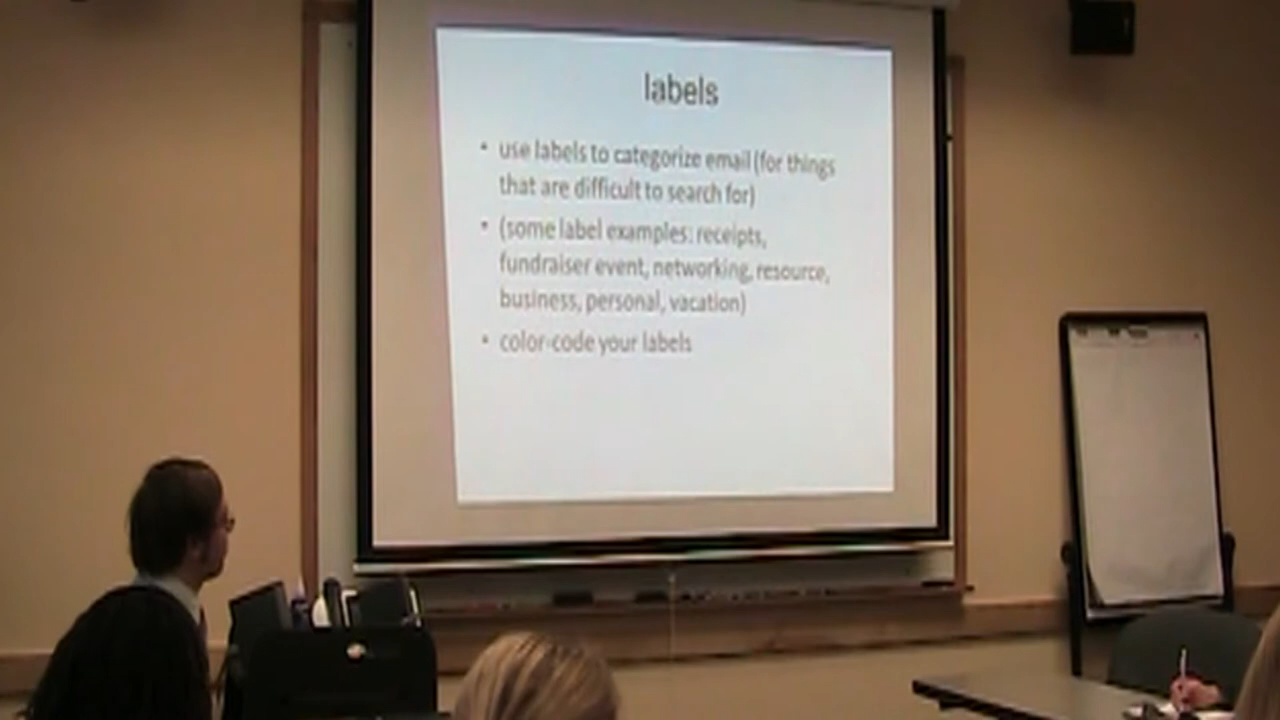 labels
• use labels to categorize email (for things
that are difficult to search for)
• (some label examples: receipts,
fundraiser event, networking, resource,
business, personal, vacation)
• color-code your labels